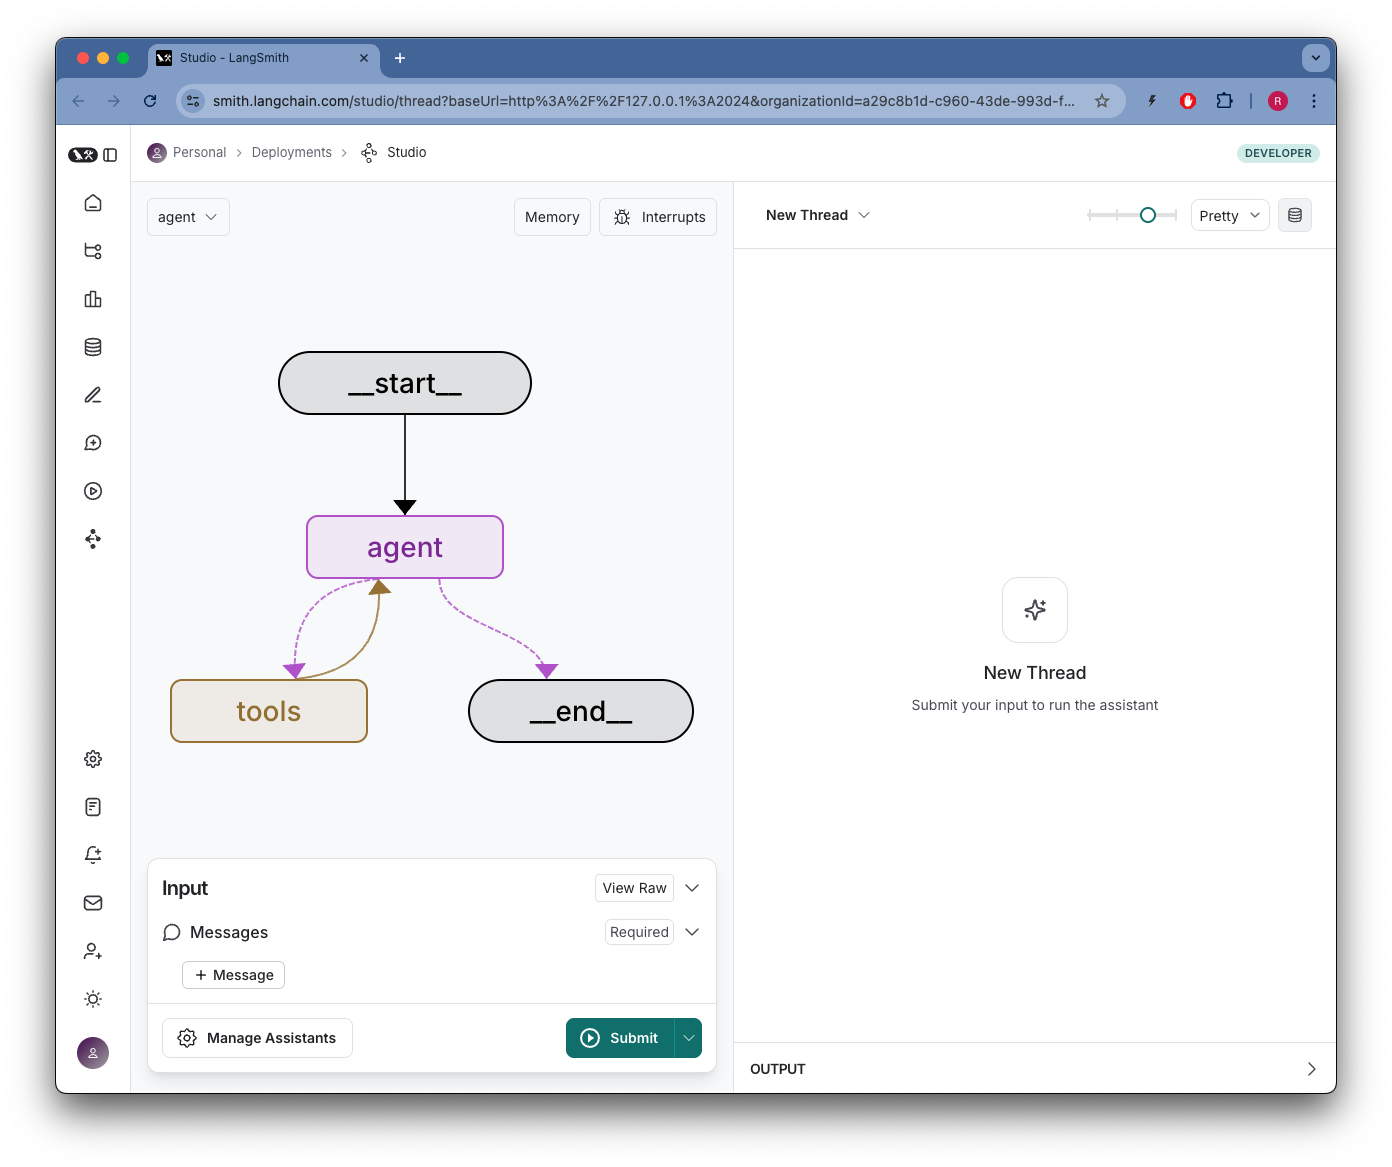 Studio - LangSmith
smith.langchain.com/studio/thread?baseUrl=http%3A%2F%2F127.0.0.1%3A2024&organizationId=a29c8b1d-c960-43de-993d-f...
R
Personal
Deployments
Studio
DEVELOPER
agent
Memory
Interrupts
New Thread
Pretty
__start__
agent
tools
__end__
New Thread
Submit your input to run the assistant
Input
View Raw
Messages
Required
+ Message
Manage Assistants
Submit
OUTPUT